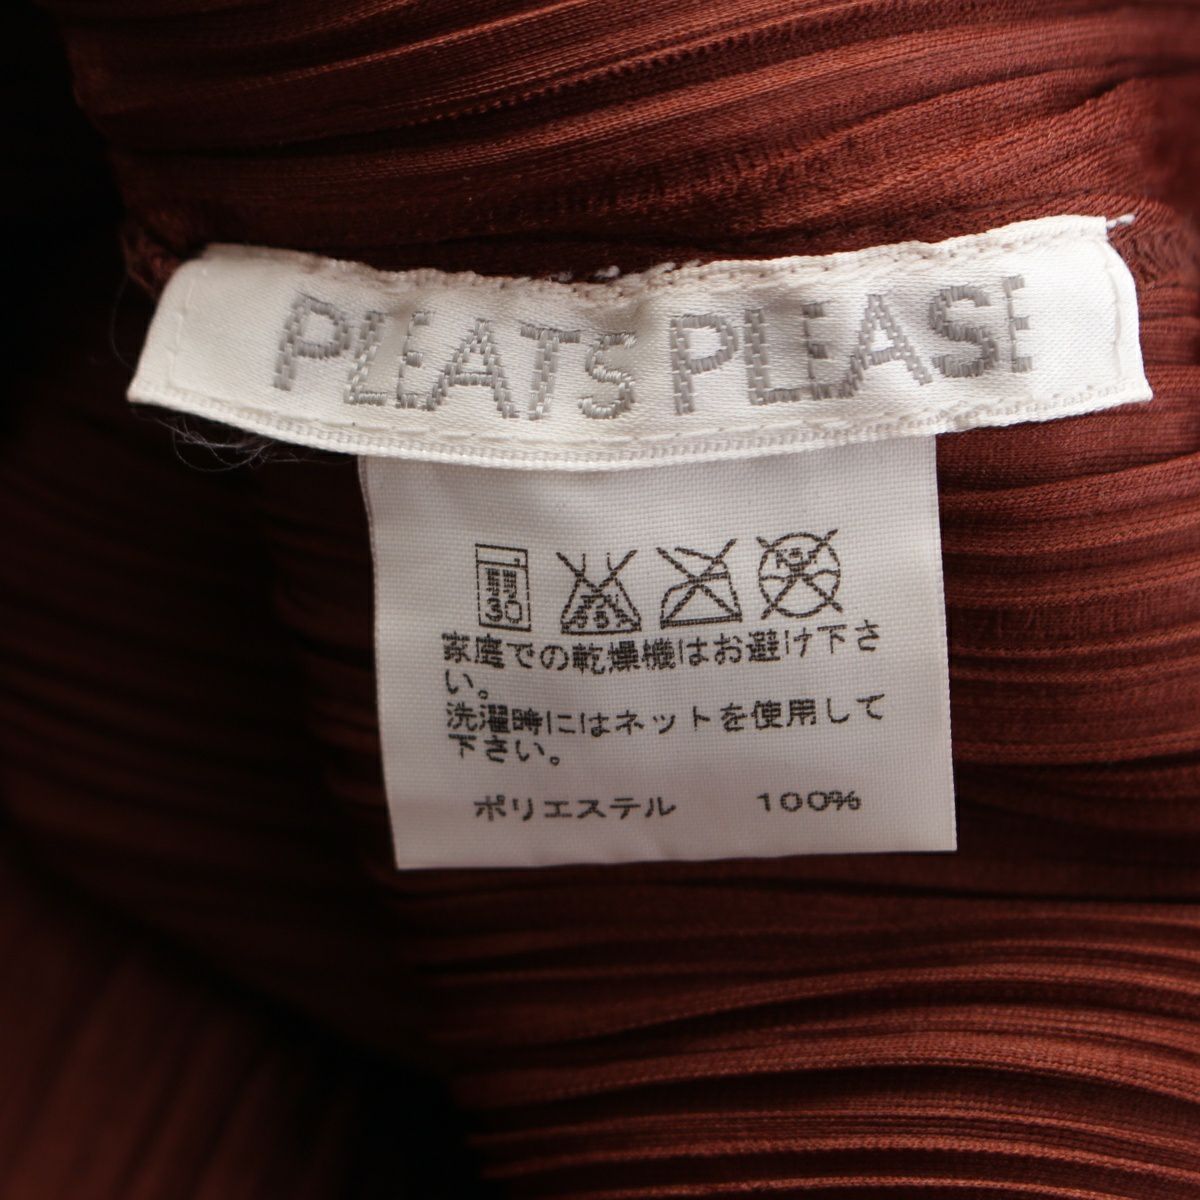 PLEATS PLEASE
30
家庭での乾燥機はお避け下さ
い。
洗濯時にはネットを使用して
下さい。
ポリエステル 100%